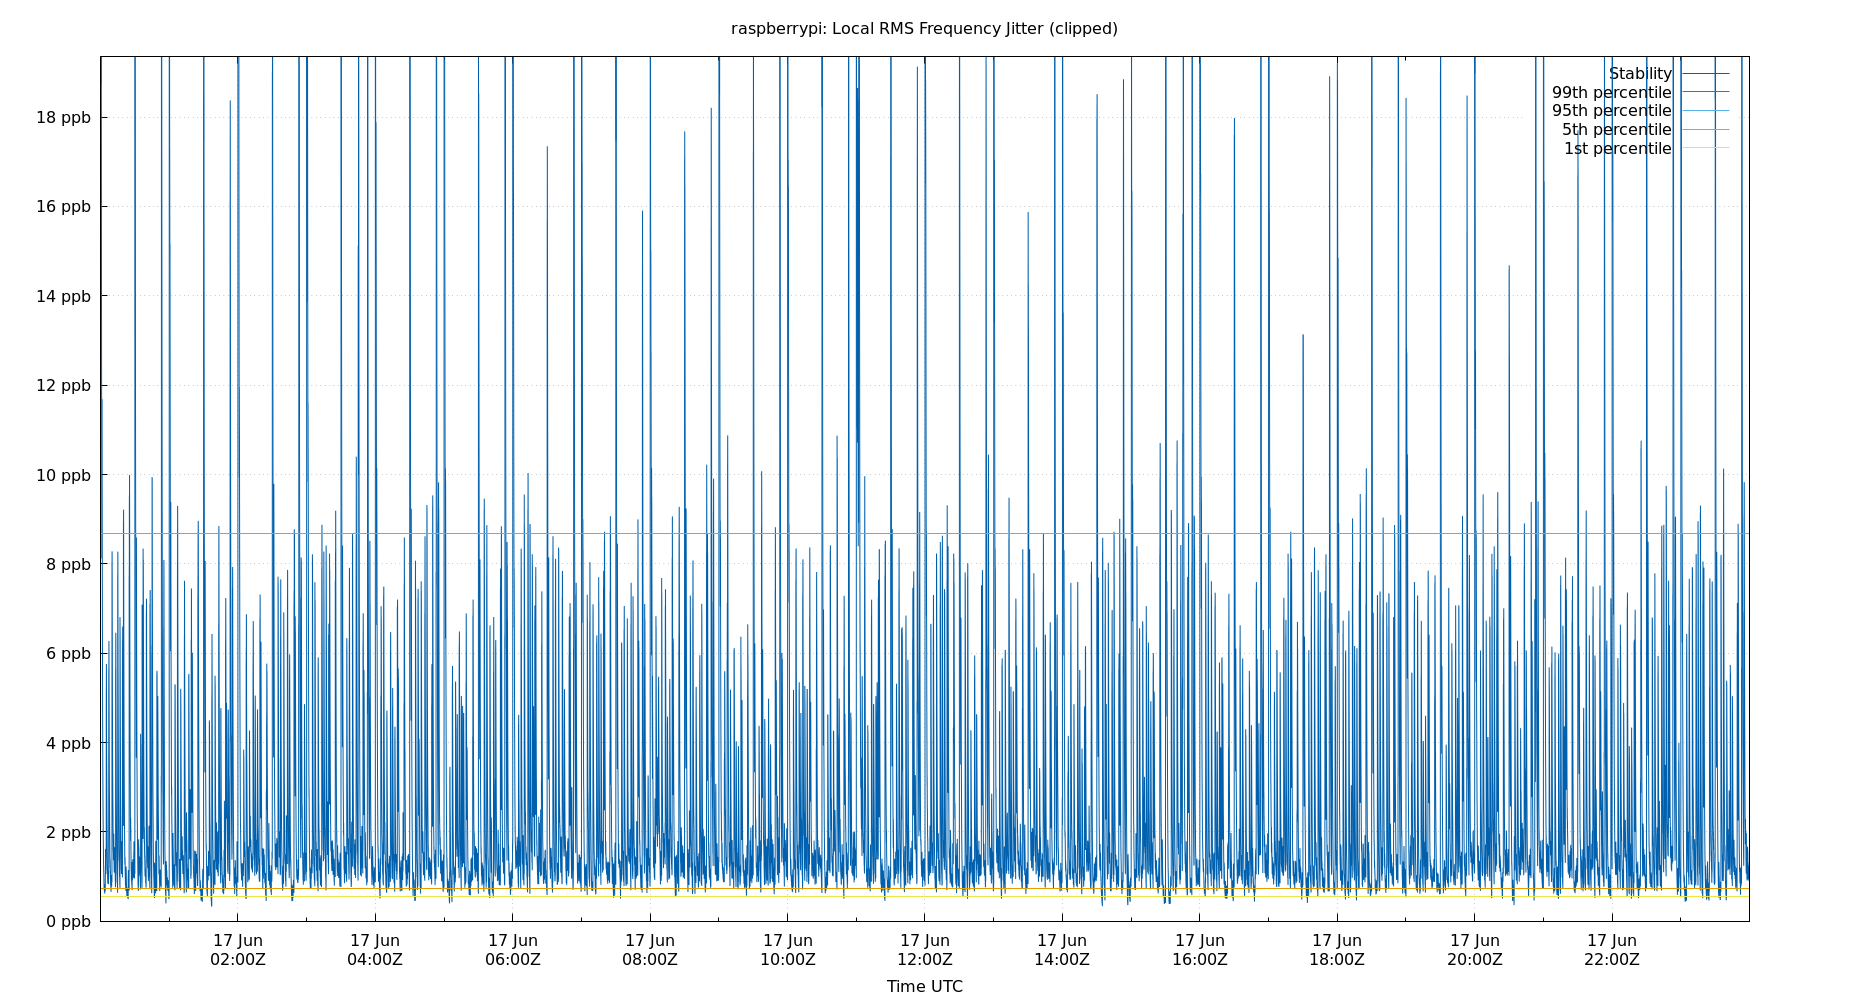 raspberrypi: Local RMS Frequency Jitter (clipped)
Stability
99th percentile
95th percentile
5th percentile
1st percentile
18 ppb
16 ppb
14 ppb
12 ppb
10 ppb
8 ppb
6 ppb
4 ppb
2 ppb
0 ppb
17 Jun 17 Jun 17 Jun 17 Jun 17 Jun 17 Jun 17 Jun 17 Jun 17 Jun 17 Jun 17 Jun
02:00Z 04:00Z 06:00Z 08:00Z 10:00Z 12:00Z 14:00Z 16:00Z 18:00Z 20:00Z 22:00Z
Time UTC